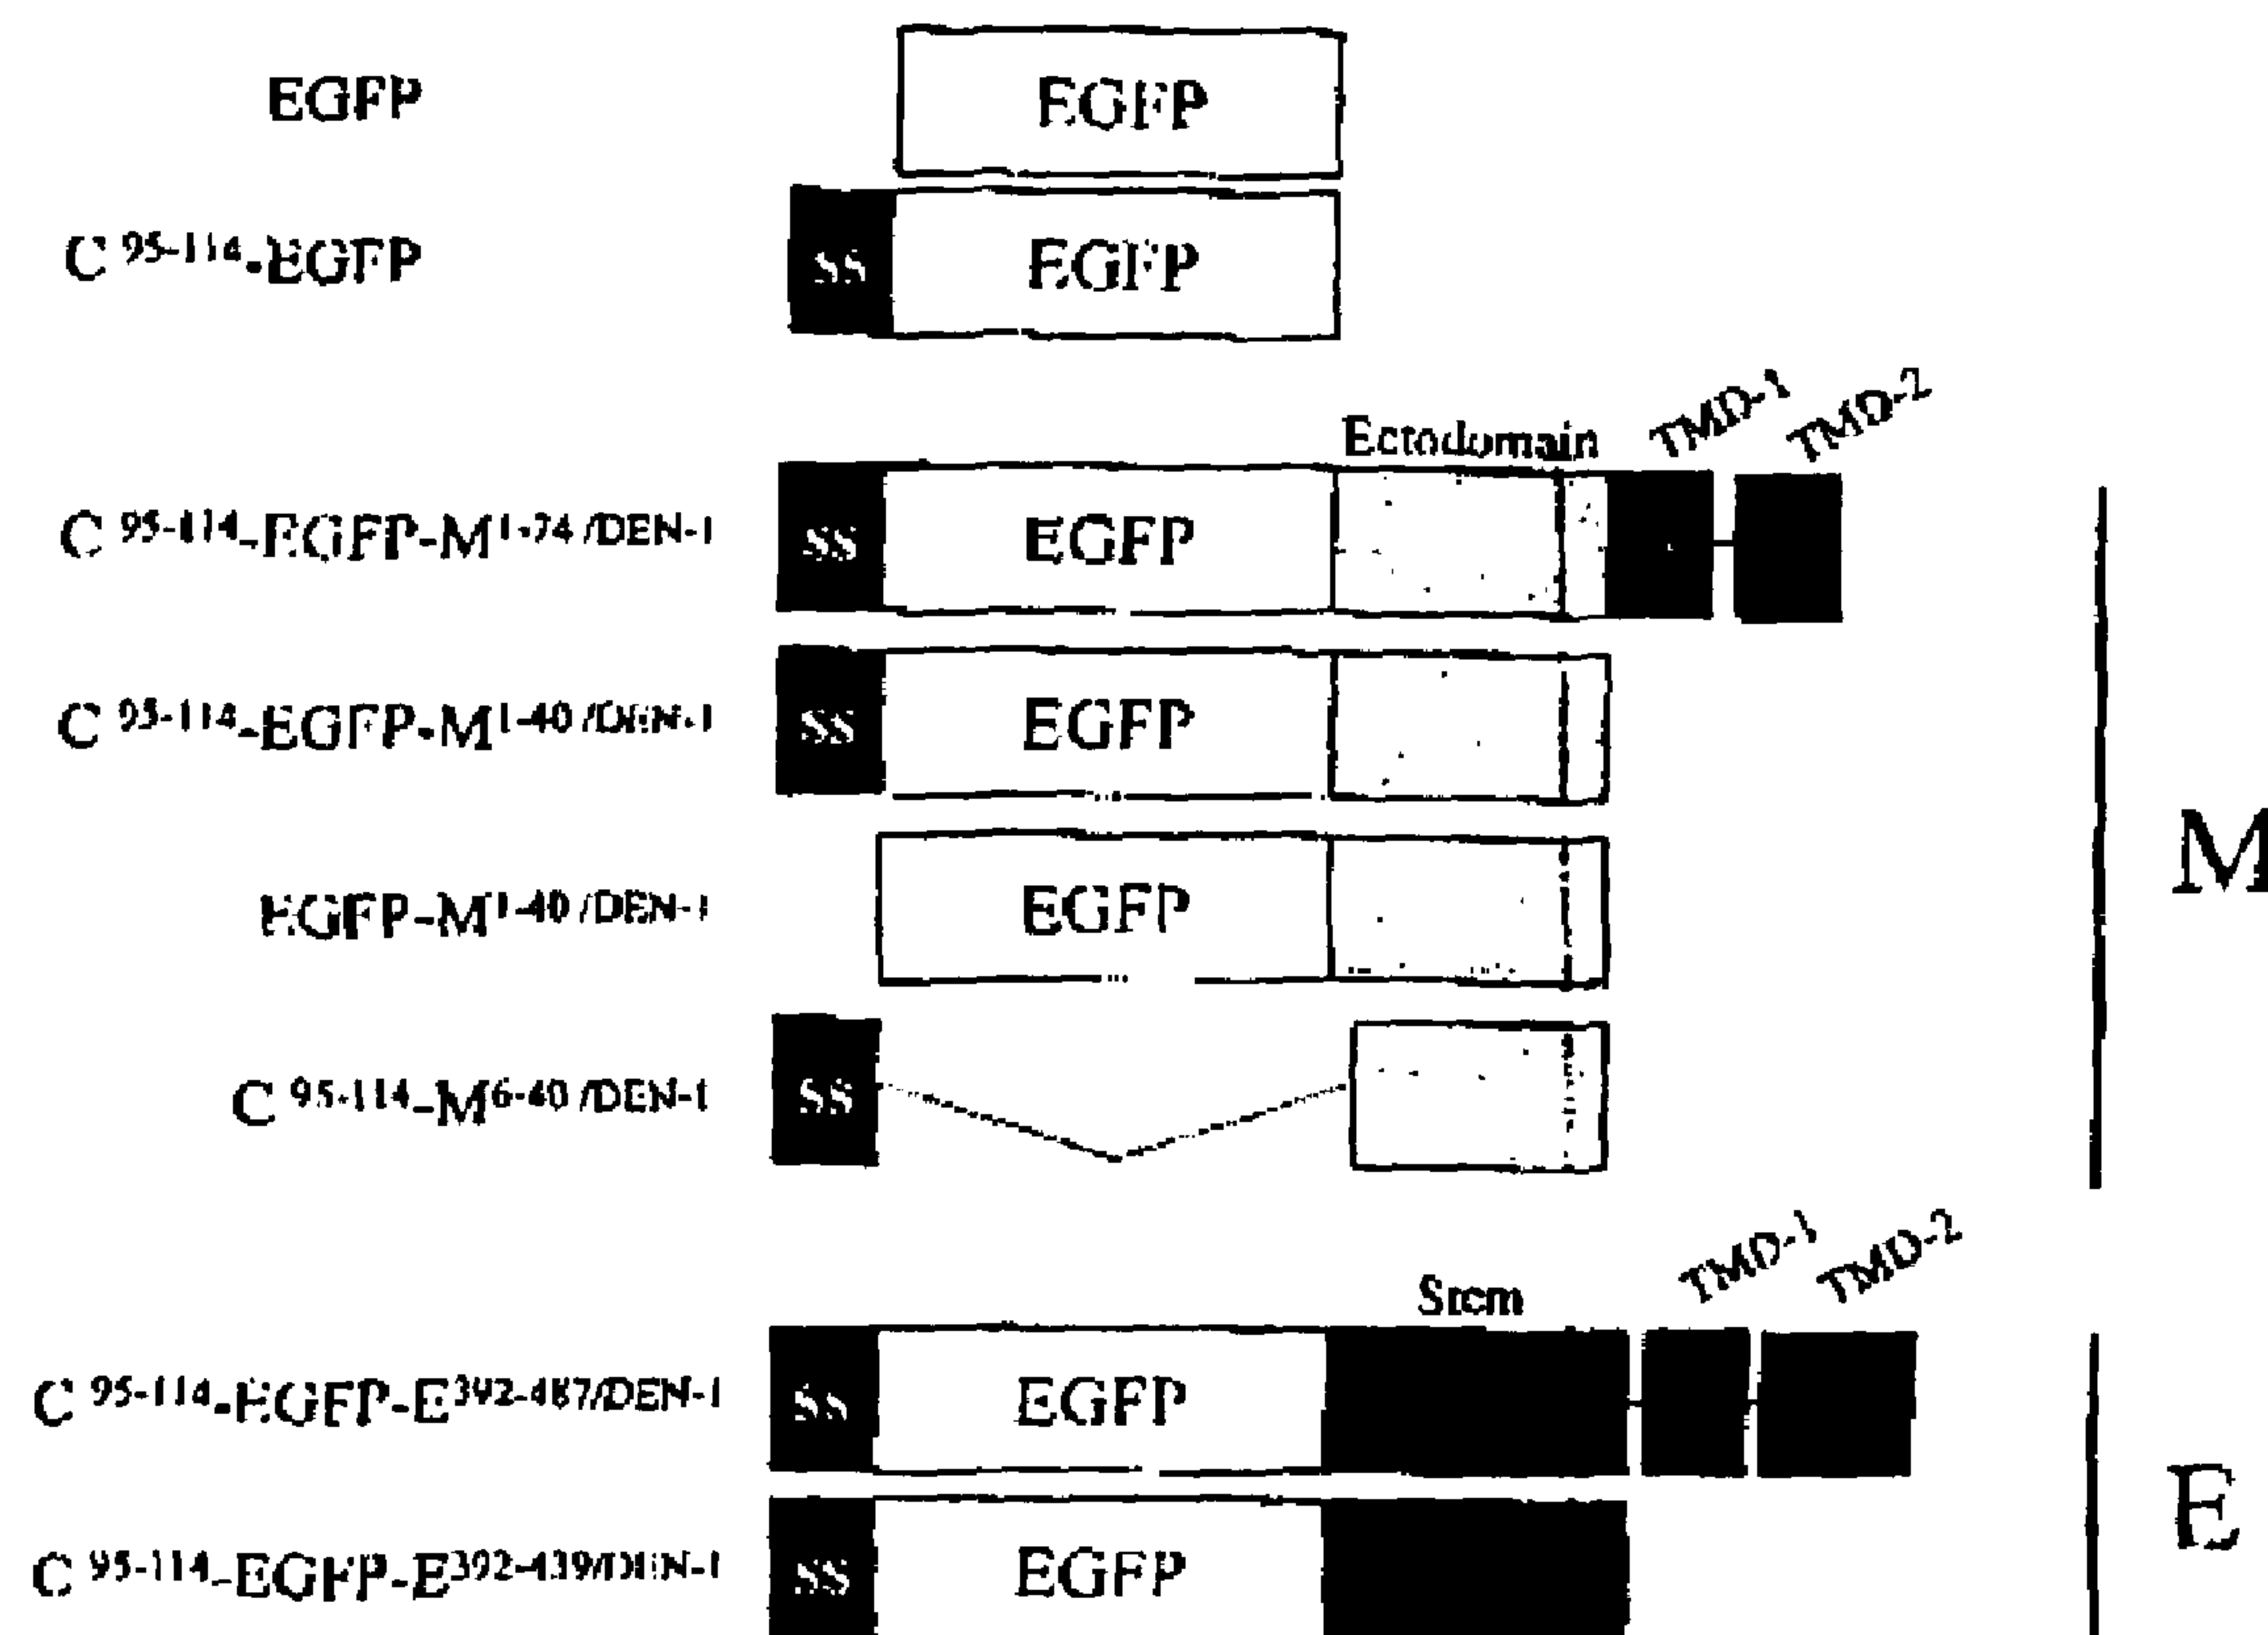 EGFP EGFP
C 95-114-EGFP ss EGFP
Ectodomain TMD-1 TMD-2
C 95-114-EGFP-M1-74/DEN-1 ss EGFP
C 95-114-EGFP-M1-40/DEN-1 ss EGFP
EGFP-M1-40/DEN-1 EGFP
M
C 95-114-M6-40/DEN-1 ss
Stem TMD-1 TMD-2
C 95-114-EGFP-E392-487/DEN-1 ss EGFP
E
C 95-114-EGFP-E392-439/DEN-1 ss EGFP